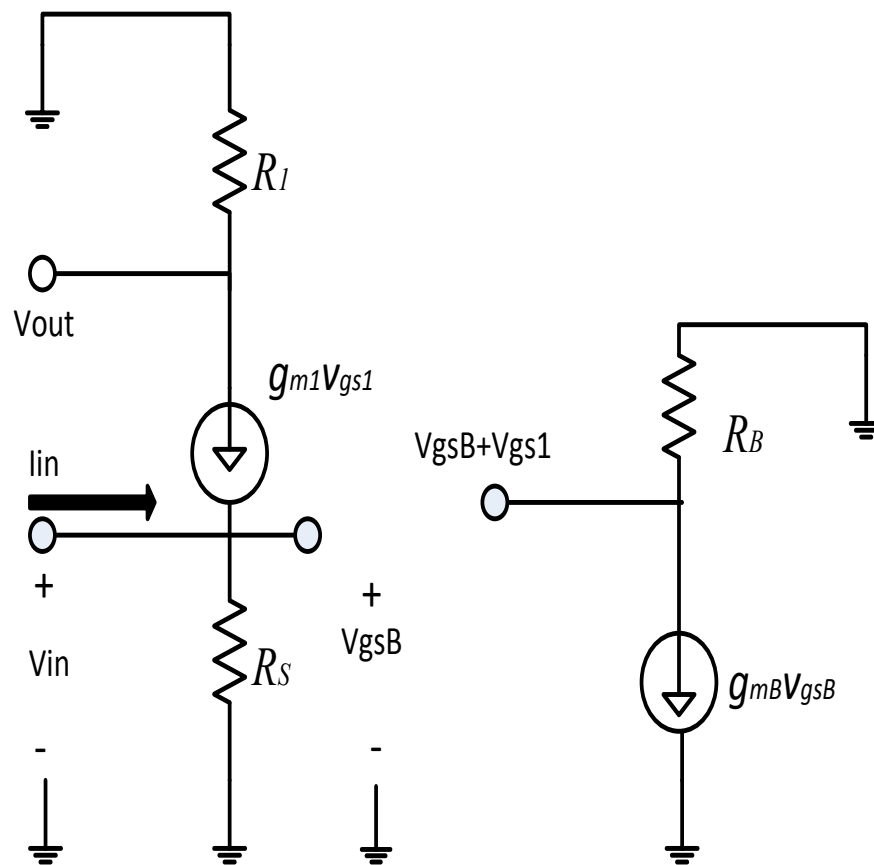 R1
Vout
gm1vgs1
Iin
VgsB+Vgs1
RB
+
Vin
-
RS
+
VgsB
-
gmBvgsB